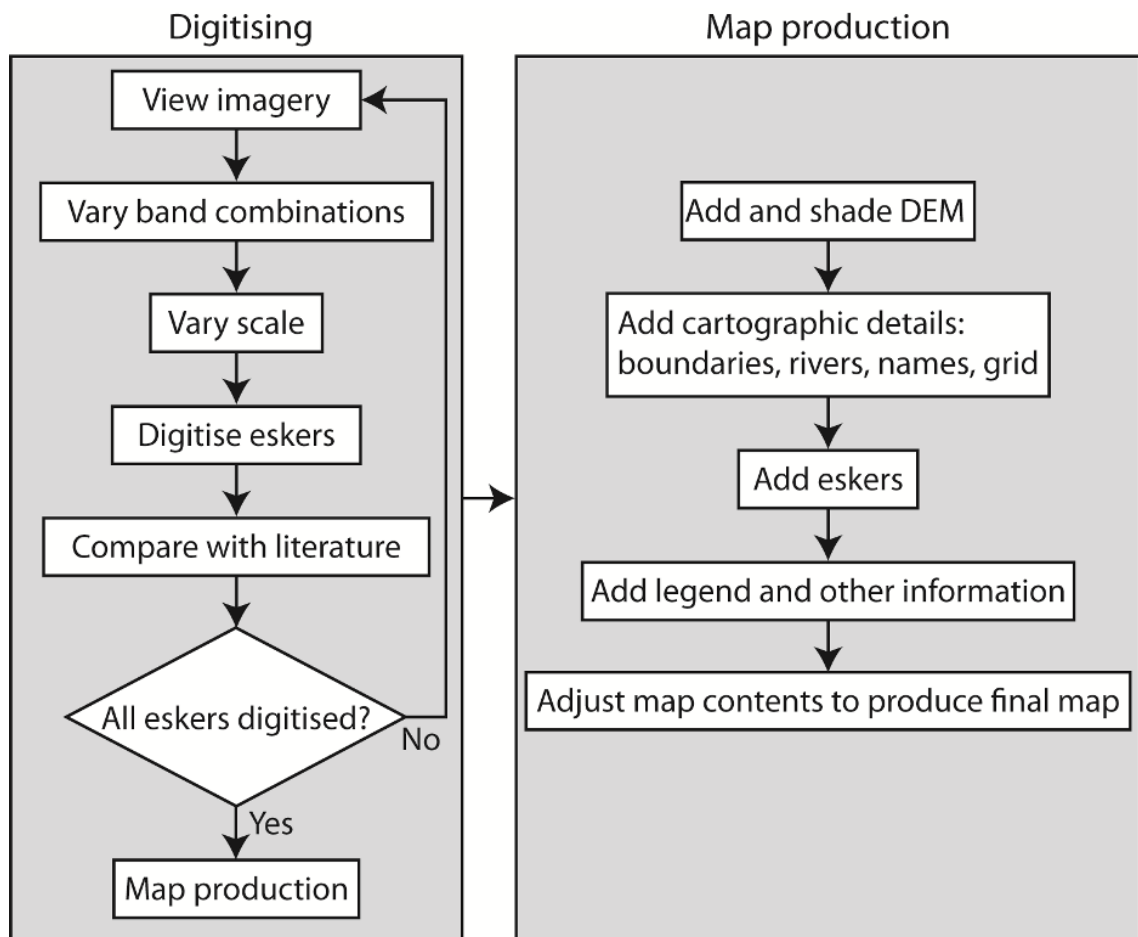 Digitising
View imagery
Vary band combinations
Vary scale
Digitise eskers
Compare with literature
All eskers digitised?
No
Yes
Map production
Map production
Add and shade DEM
Add cartographic details:
boundaries, rivers, names, grid
Add eskers
Add legend and other information
Adjust map contents to produce final map